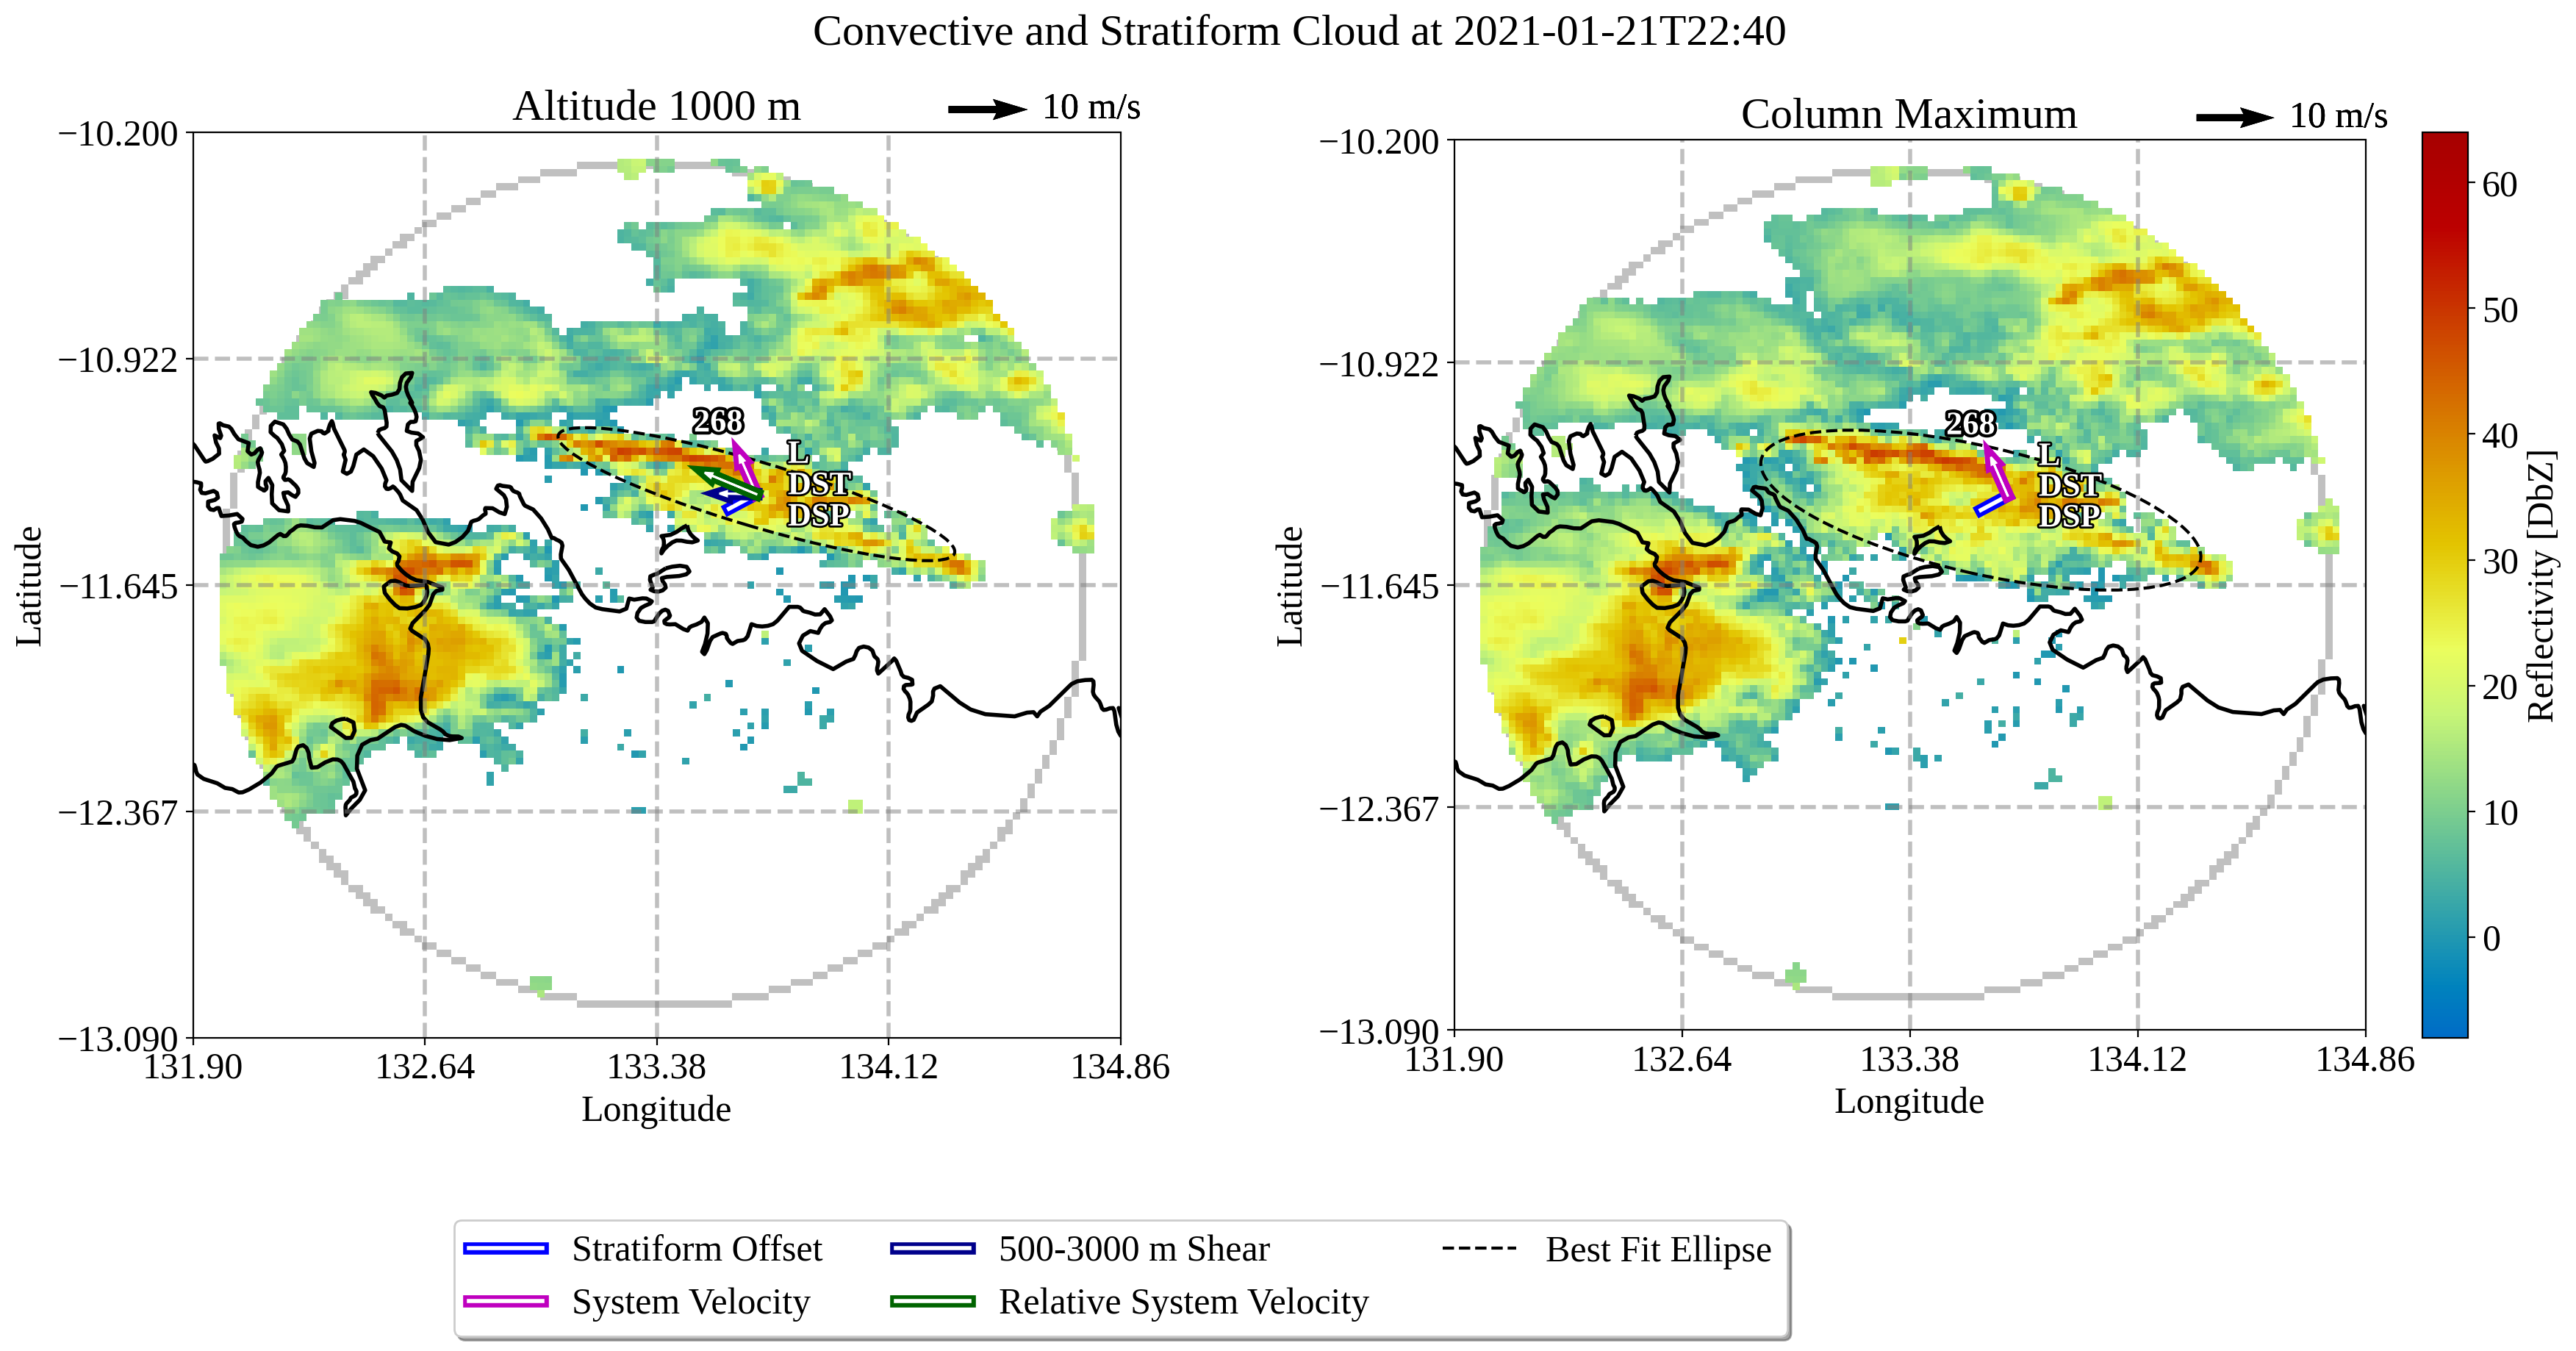 Convective and Stratiform Cloud at 2021-01-21T22:40
Altitude 1000 m
10 m/s
−10.200
−10.922
−11.645
−12.367
−13.090
131.90
132.64
133.38
134.12
134.86
Latitude
Longitude
268
L
DST
DSP
Column Maximum
10 m/s
−10.200
−10.922
−11.645
−12.367
−13.090
131.90
132.64
133.38
134.12
134.86
Latitude
Longitude
268
L
DST
DSP
60
50
40
30
20
10
0
Reflectivity [DbZ]
Stratiform Offset
System Velocity
500-3000 m Shear
Relative System Velocity
Best Fit Ellipse